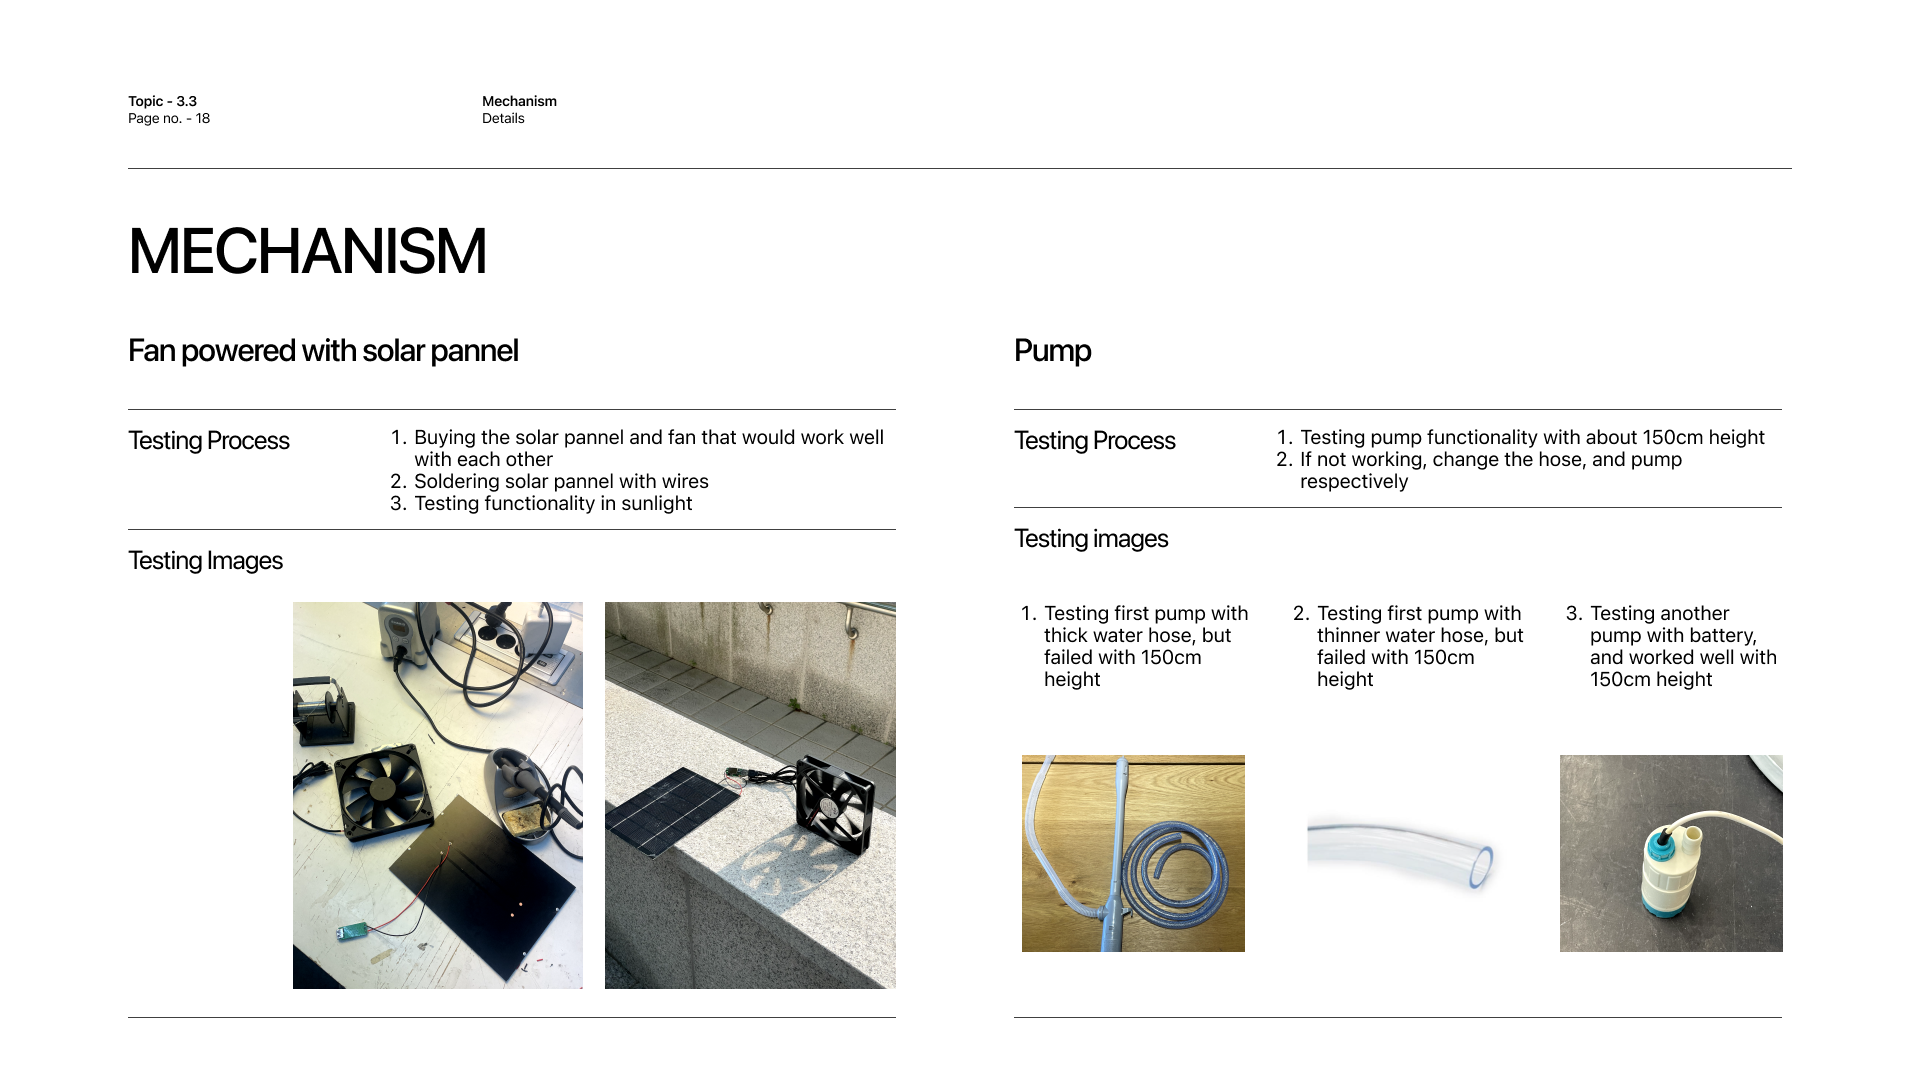 Topic - 3.3
Page no. - 18
Mechanism
Details
MECHANISM
Fan powered with solar pannel
Testing Process
1. Buying the solar pannel and fan that would work well
with each other
2. Soldering solar pannel with wires
3. Testing functionality in sunlight
Testing Images
Pump
Testing Process
1. Testing pump functionality with about 150cm height
2. If not working, change the hose, and pump
respectively
Testing images
1. Testing first pump with
thick water hose, but
failed with 150cm
height
2. Testing first pump with
thinner water hose, but
failed with 150cm
height
3. Testing another
pump with battery,
and worked well with
150cm height